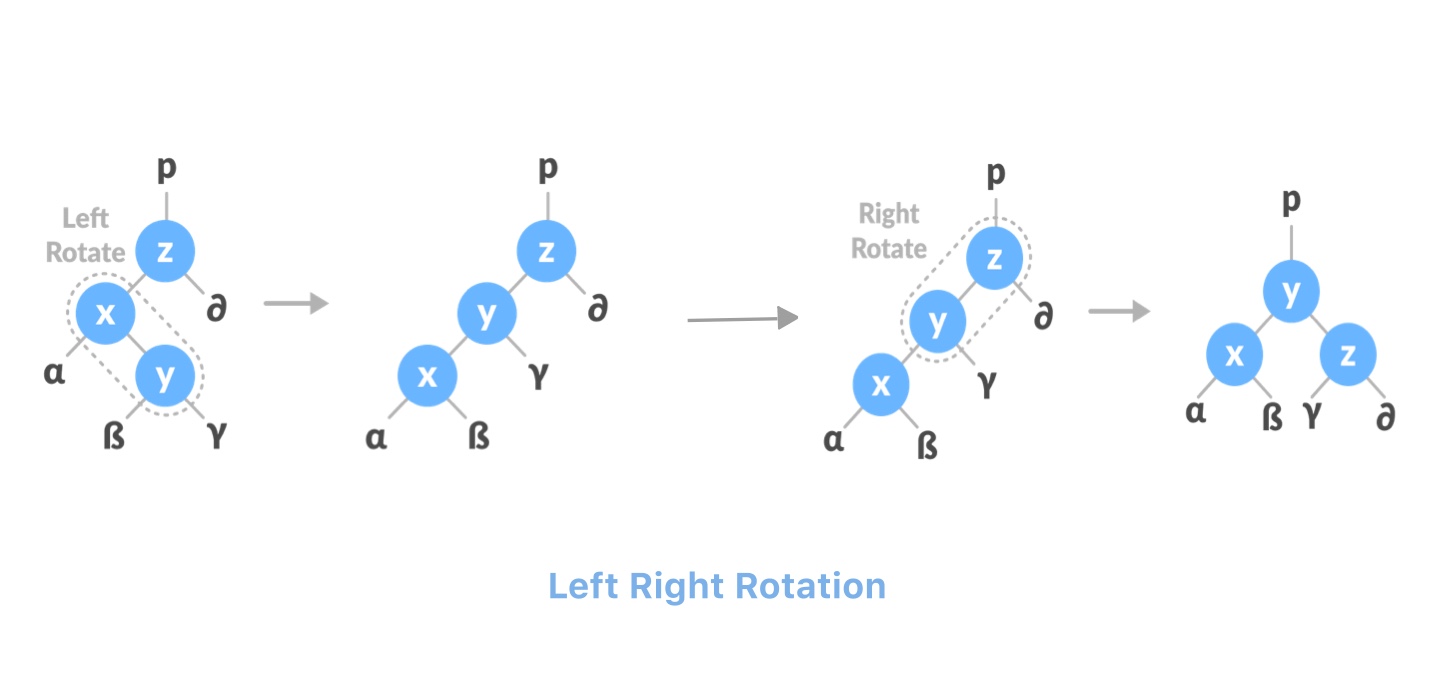 p
Left
Rotate
z
x
∂
α
y
ß
γ
p
z
y
∂
x
γ
α
ß
p
Right
Rotate
z
y
∂
x
γ
α
ß
p
y
x
z
α
ß
γ
∂
Left Right Rotation